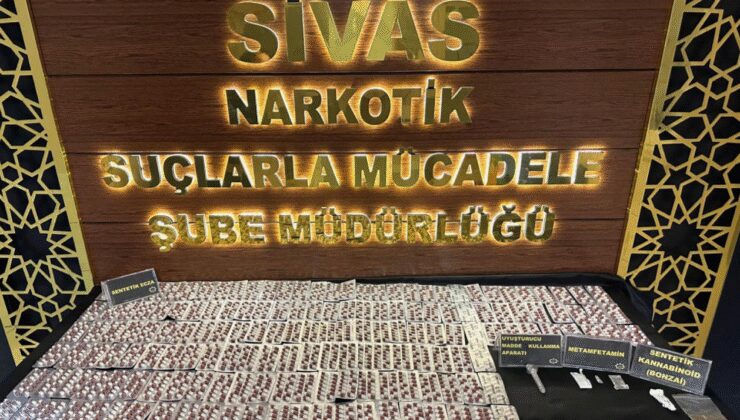 SİVAS
NARKOTİK
SUÇLARLA MÜCADELE
ŞUBE MÜDÜRLÜĞÜ
SENTETİK ECZA
UYUŞTURUCU
MADDE KULLANMA
APARATI
METAMFETAMİN
SENTETİK
KANNABİNOİD
(BONZAİ)